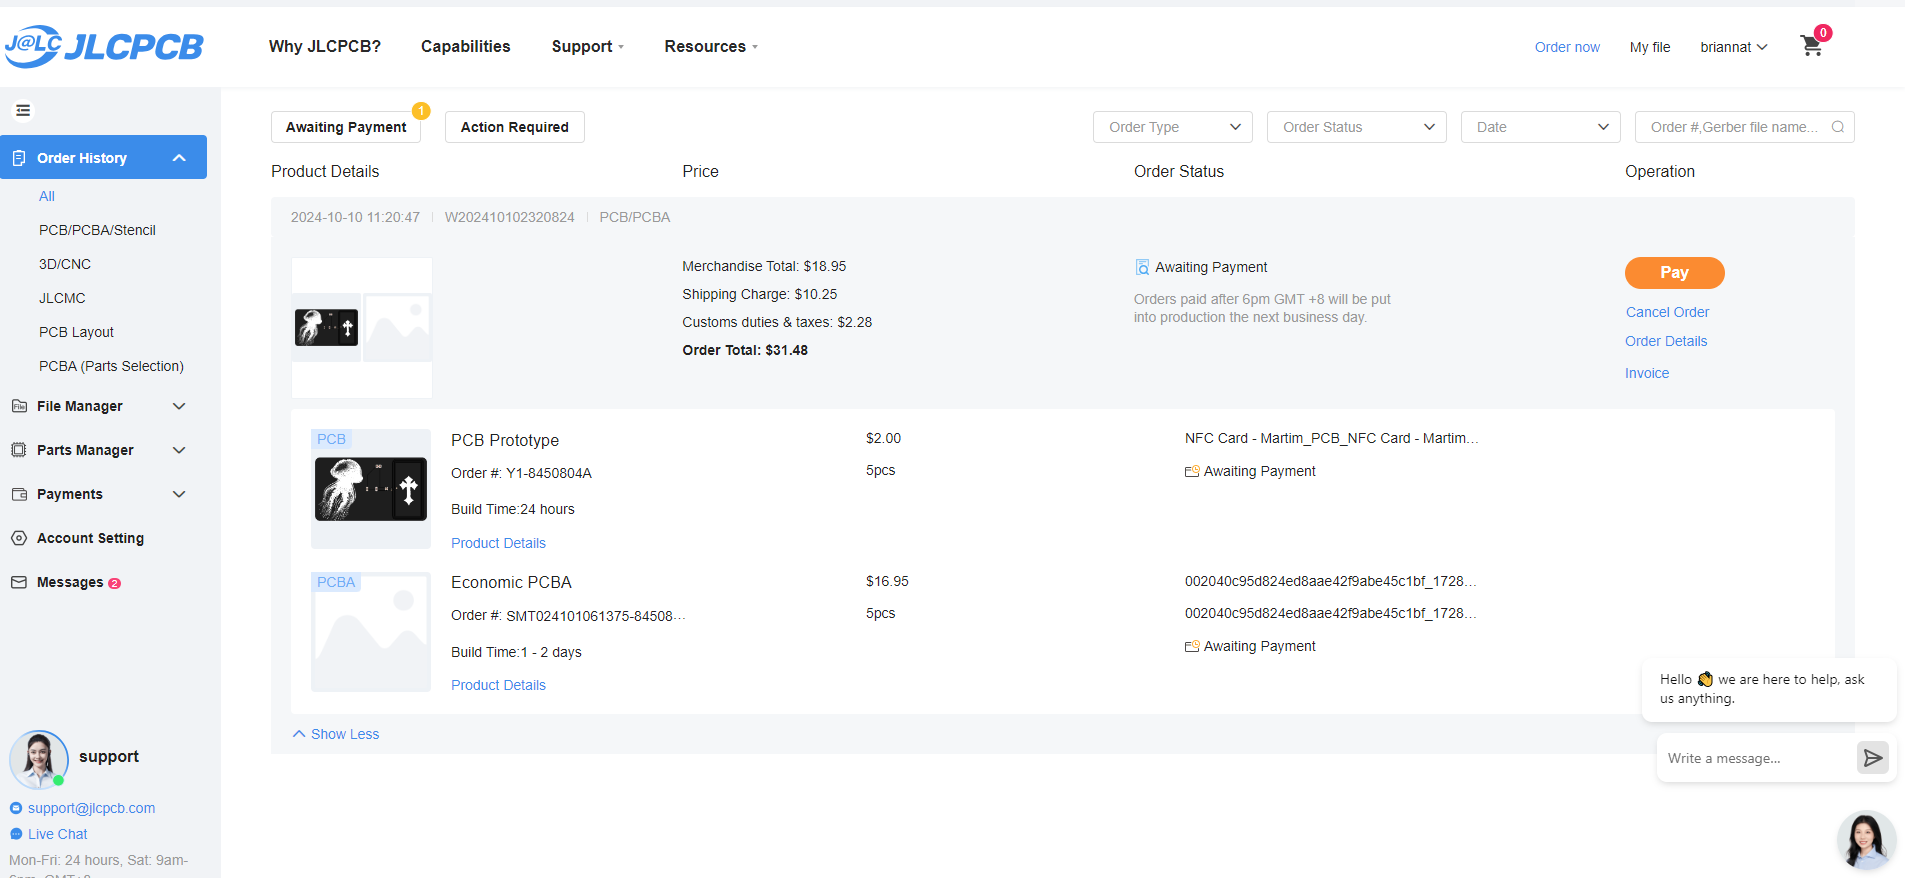 J@LC JLCPCB
Why JLCPCB?
Capabilities
Support
Resources
Order now
My file
briannat
0
Order History
All
PCB/PCBA/Stencil
3D/CNC
JLCMC
PCB Layout
PCBA (Parts Selection)
File Manager
Parts Manager
Payments
Account Setting
Messages 2
support
support@jlcpcb.com
Live Chat
Mon-Fri: 24 hours, Sat: 9am-
Awaiting Payment 1
Action Required
Order Type
Order Status
Date
Order #,Gerber file name...
Product Details
Price
Order Status
Operation
2024-10-10 11:20:47
W202410102320824
PCB/PCBA
Merchandise Total: $18.95
Shipping Charge: $10.25
Customs duties & taxes: $2.28
Order Total: $31.48
Awaiting Payment
Orders paid after 6pm GMT +8 will be put
into production the next business day.
Pay
Cancel Order
Order Details
Invoice
PCB
PCB Prototype
Order #: Y1-8450804A
Build Time:24 hours
Product Details
$2.00
5pcs
NFC Card - Martim_PCB_NFC Card - Martim...
Awaiting Payment
PCBA
Economic PCBA
Order #: SMT024101061375-84508...
Build Time:1 - 2 days
Product Details
$16.95
5pcs
002040c95d824ed8aae42f9abe45c1bf_1728...
002040c95d824ed8aae42f9abe45c1bf_1728...
Awaiting Payment
Show Less
Hello 👋 we are here to help, ask
us anything.
Write a message...